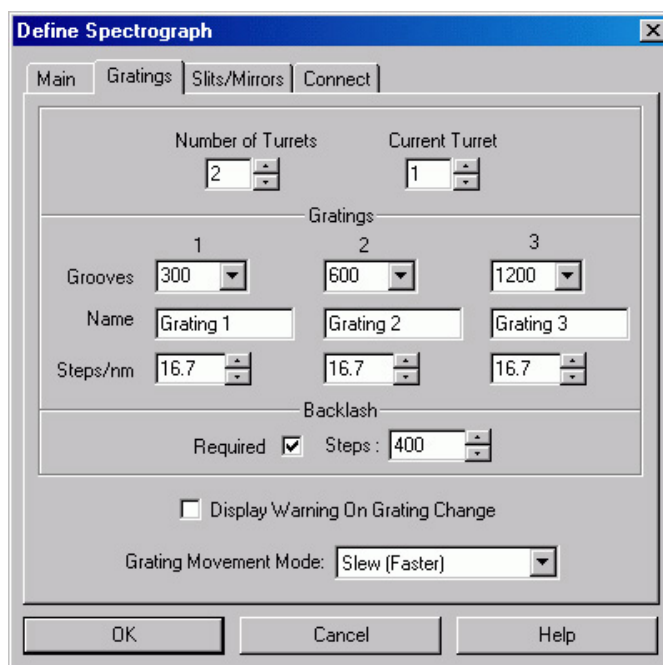 Define Spectrograph
Main Gratings Slits/Mirrors Connect
Number of Turrets Current Turret
2 1
Gratings
1 2 3
Grooves 300 600 1200
Name Grating 1 Grating 2 Grating 3
Steps/nm 16.7 16.7 16.7
Backlash
Required Steps : 400
Display Warning On Grating Change
Grating Movement Mode: Slew (Faster)
OK Cancel Help